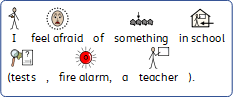 I feel afraid of something in school
(tests , fire alarm, a teacher ).